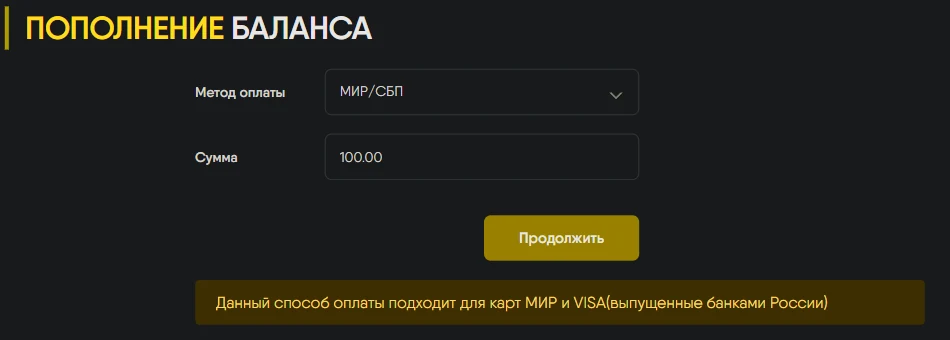 ПОПОЛНЕНИЕ БАЛАНСА
Метод оплаты
МИР/СБП
Сумма
100.00
Продолжить
Данный способ оплаты подходит для карт МИР и VISA(выпущенные банками России)